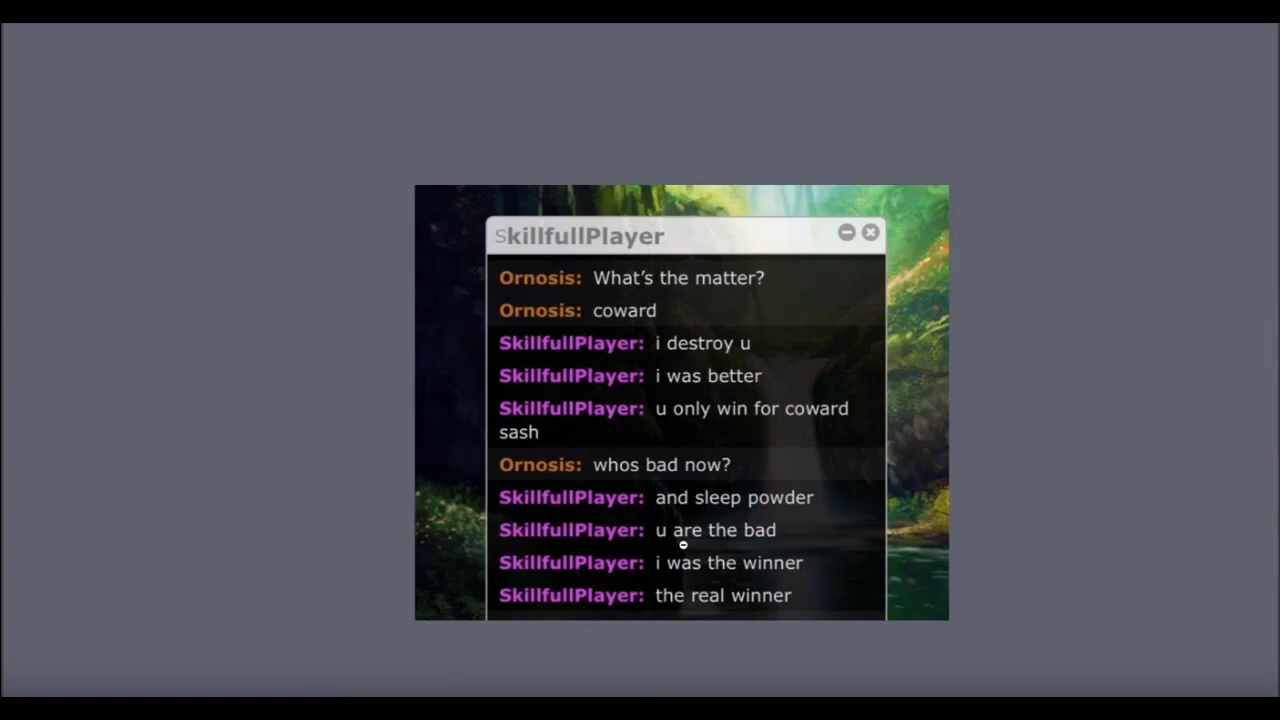 SkillfullPlayer
Ornosis: What's the matter?
Ornosis: coward
SkillfullPlayer: i destroy u
SkillfullPlayer: i was better
SkillfullPlayer: u only win for coward
sash
Ornosis: whos bad now?
SkillfullPlayer: and sleep powder
SkillfullPlayer: u are the bad
SkillfullPlayer: i was the winner
SkillfullPlayer: the real winner